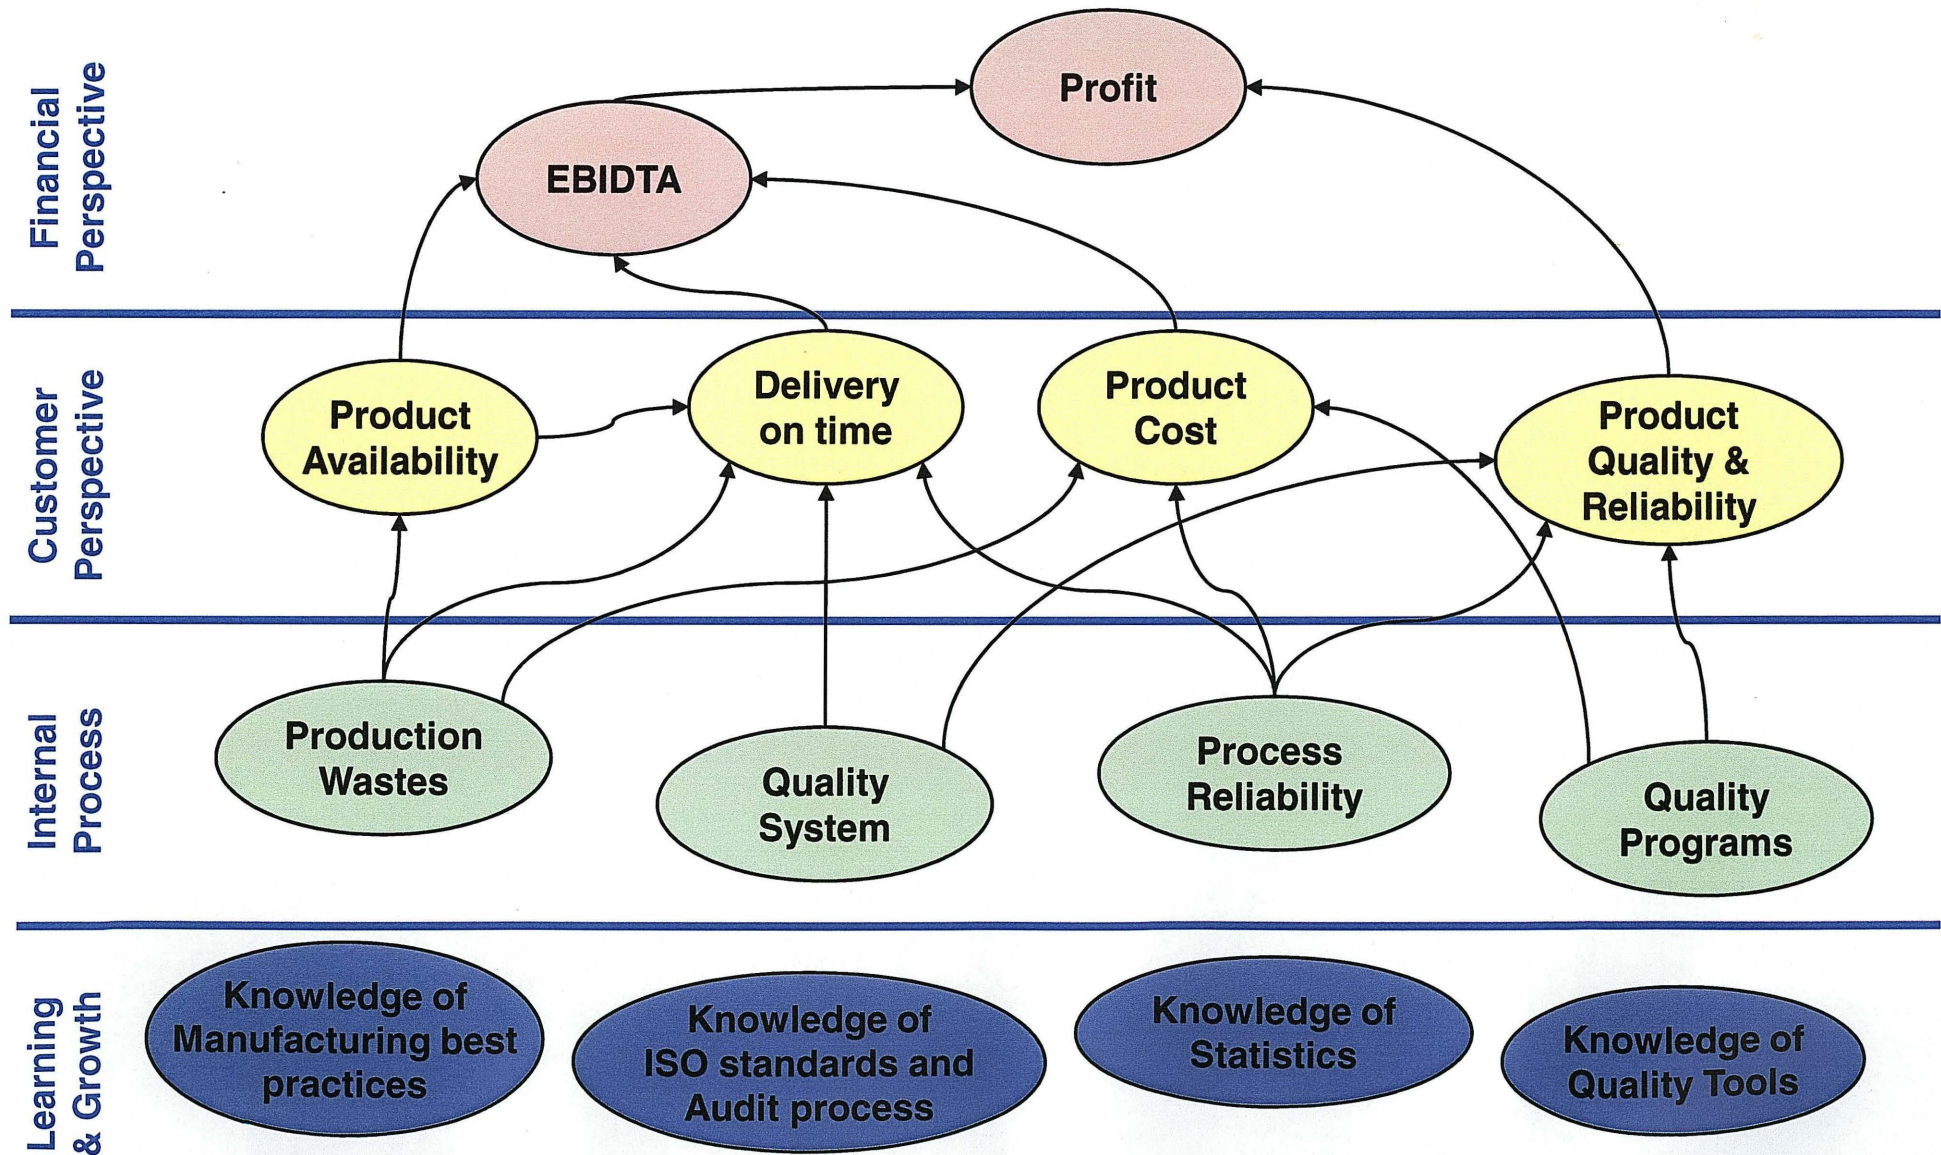 Financial
Perspective
Profit
EBIDTA
Customer
Perspective
Product
Availability
Delivery
on time
Product
Cost
Product
Quality &
Reliability
Internal
Process
Production
Wastes
Quality
System
Process
Reliability
Quality
Programs
Learning
& Growth
Knowledge of
Manufacturing best
practices
Knowledge of
ISO standards and
Audit process
Knowledge of
Statistics
Knowledge of
Quality Tools